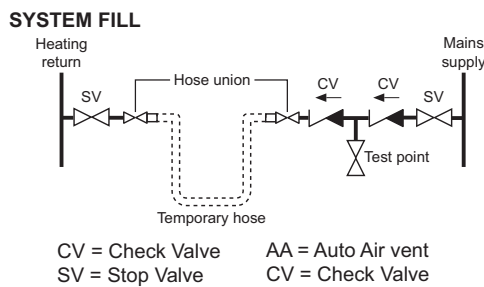 SYSTEM FILL
Heating
return
Mains
supply
Hose union
CV
CV
SV
SV
Test point
Temporary hose
CV = Check Valve
SV = Stop Valve
AA = Auto Air vent
CV = Check Valve